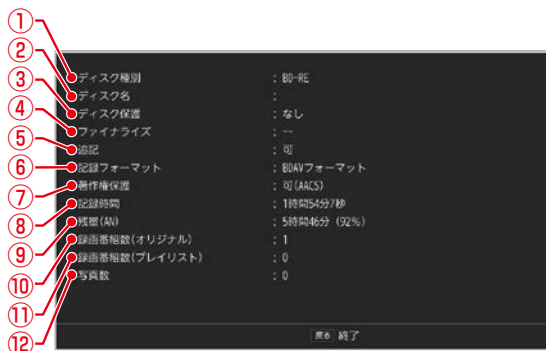 ① ディスク種別 : BD-RE
② ディスク名 :
③ ディスク保護 : なし
④ ファイナライズ : --
⑤ 追記 : 可
⑥ 記録フォーマット : BDAVフォーマット
⑦ 著作権保護 : 可(AACS)
⑧ 記録時間 : 1時間54分7秒
⑨ 残量(AN) : 5時間46分 (92%)
⑩ 録画番組数(オリジナル) : 1
⑪ 録画番組数(プレイリスト) : 0
⑫ 写真数 : 0
戻る 終了